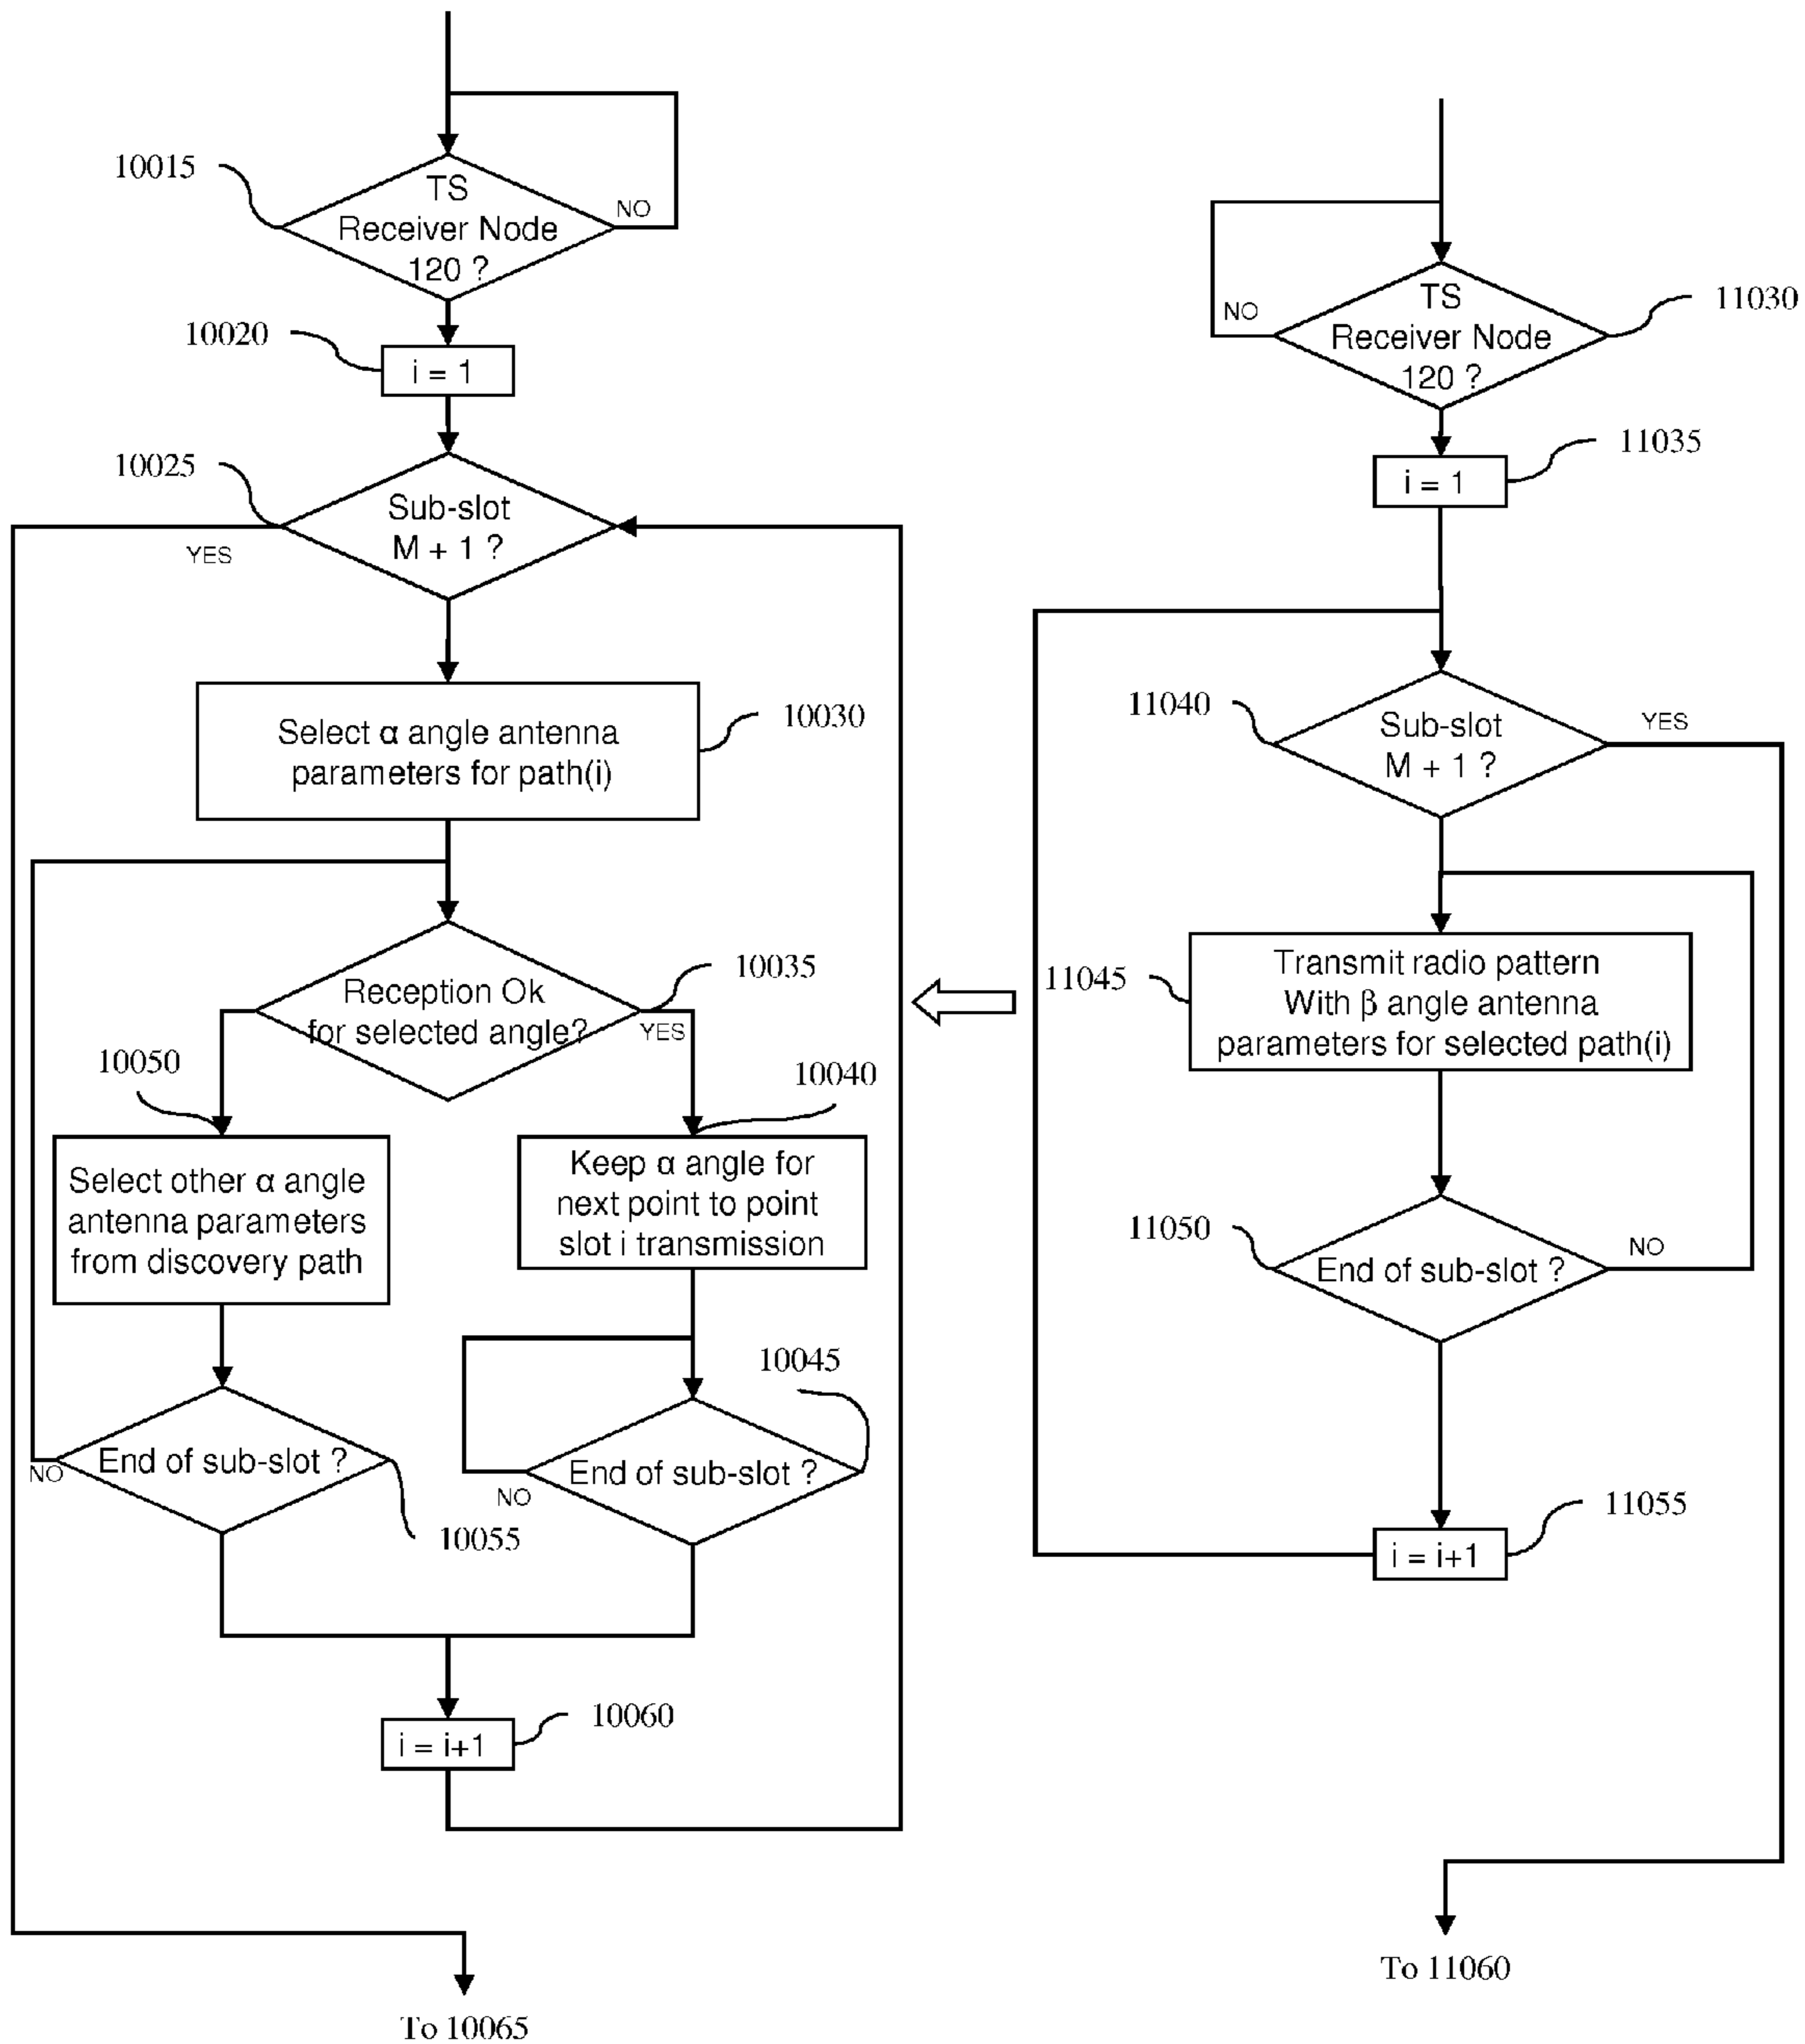 10015
TS
Receiver Node
120 ?
NO
10020
i = 1
10025
Sub-slot
M + 1 ?
YES
Select α angle antenna
parameters for path(i)
10030
Reception Ok
for selected angle?
10035
YES
10050
10040
Select other α angle
antenna parameters
from discovery path
Keep α angle for
next point to point
slot i transmission
10045
End of sub-slot ?
NO
10055
End of sub-slot ?
NO
10060
i = i+1
To 10065
TS
Receiver Node
120 ?
NO
11030
11035
i = 1
11040
Sub-slot
M + 1 ?
YES
11045
Transmit radio pattern
With β angle antenna
parameters for selected path(i)
11050
End of sub-slot ?
NO
11055
i = i+1
To 11060